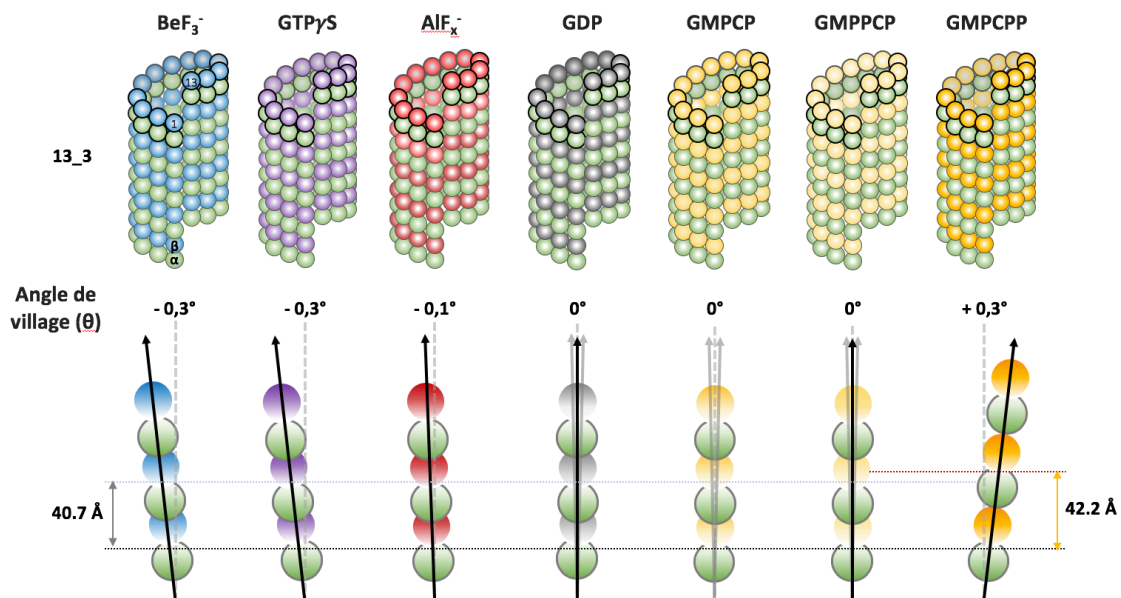 BeF₃⁻ GTPγS AlFₓ⁻ GDP GMPCP GMPPCP GMPCPP
13
1
13_3
β
α
Angle de
village (θ)
- 0,3° - 0,3° - 0,1° 0° 0° 0° + 0,3°
40.7 Å 42.2 Å